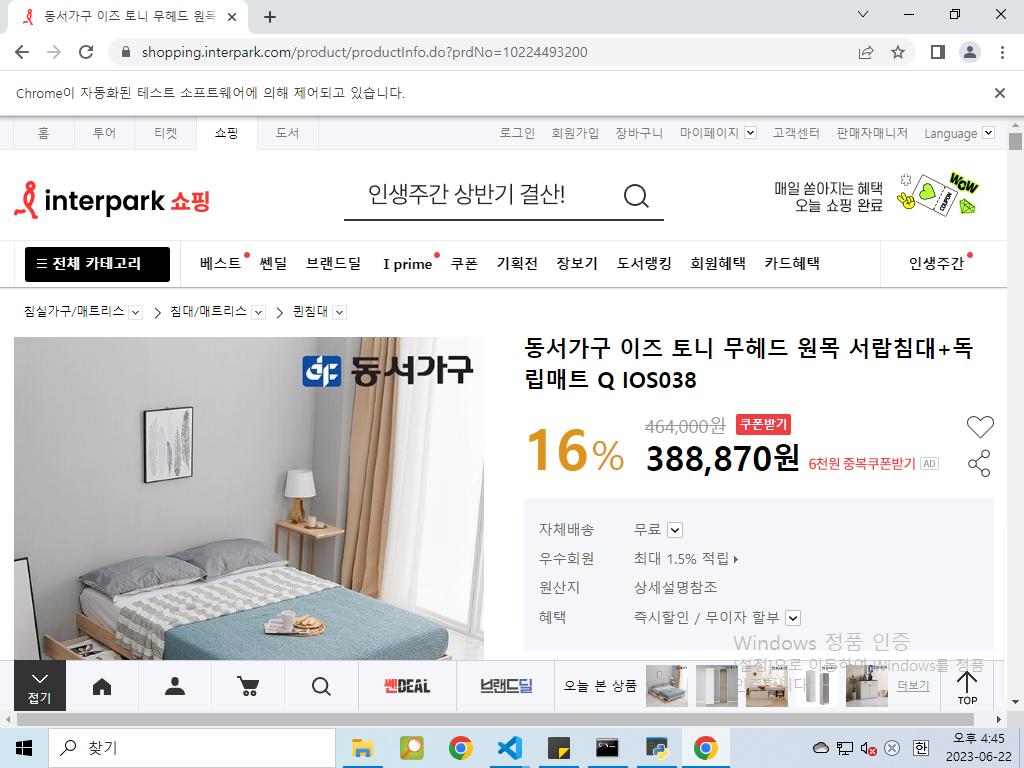 동서가구 이즈 토니 무헤드 원목
shopping.interpark.com/product/productInfo.do?prdNo=10224493200
Chrome이 자동화된 테스트 소프트웨어에 의해 제어되고 있습니다.
홈 투어 티켓 쇼핑 도서 로그인 회원가입 장바구니 마이페이지 고객센터 판매자매니저 Language
interpark 쇼핑 인생주간 상반기 결산! 매일 쏟아지는 혜택
오늘 쇼핑 완료
WOW
COUPON
전체 카테고리 베스트 쎈딜 브랜드딜 I prime 쿠폰 기획전 장보기 도서랭킹 회원혜택 카드혜택 인생주간
침실가구/매트리스 침대/매트리스 퀸침대
동서가구
동서가구 이즈 토니 무헤드 원목 서랍침대+독
립매트 Q IOS038
16% 464,000원 쿠폰받기
388,870원 6천원 중복쿠폰받기 AD
자체배송 무료
우수회원 최대 1.5% 적립
원산지 상세설명참조
혜택 즉시할인 / 무이자 할부
Windows 정품 인증
[설정]으로 이동하여 Windows를 정품
인증합니다.
접기 쎈DEAL 브랜드딜 오늘 본 상품 더보기 TOP
찾기 한 오후 4:45
2023-06-22